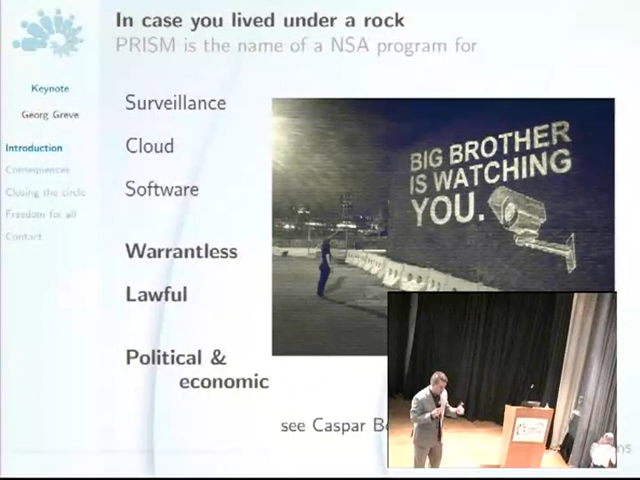 In case you lived under a rock
PRISM is the name of a NSA program for
Keynote
Georg Greve
Introduction
Consequences
Closing the circle
Freedom for all
Contact
Surveillance
Cloud
Software
Warrantless
Lawful
Political &
economic
BIG BROTHER
IS WATCHING
YOU.
see Caspar